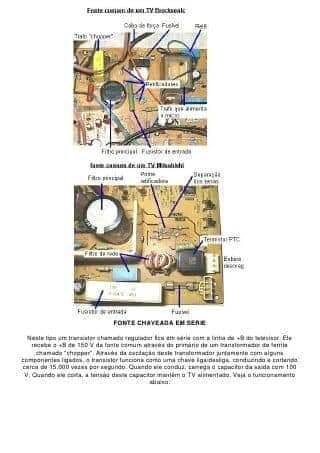 Fonte comum de um TV
Cabo de força Fusível
Trafo "chopper"
Retificadores
Trafo que alimenta
o micro
Filtro principal Fusistor de entrada
fonte comum de um TV Mitsubishi
Filtro principal
Ponte
retificadora
Termistor PTC
Filtro de rede
Bobina
desmag
Fusistor de entrada
Fusível
FONTE CHAVEADA EM SERIE
Neste tipo um transistor chamado regulador fica em série com a linha de +B do televisor. Ele
recebe o +B de 150 V da fonte comum através do primário de um transformador de ferrite
chamado "chopper". Através da oscilação deste transformador juntamente com alguns
componentes ligados, o transistor funciona como uma chave liga/desliga, conduzindo e cortando
cerca de 15.000 vezes por segundo. Quando ele conduz, carrega o capacitor da saída com 100
V. Quando ele corta, a tensão deste capacitor mantêm o TV alimentado. Veja o funcionamento
abaixo: